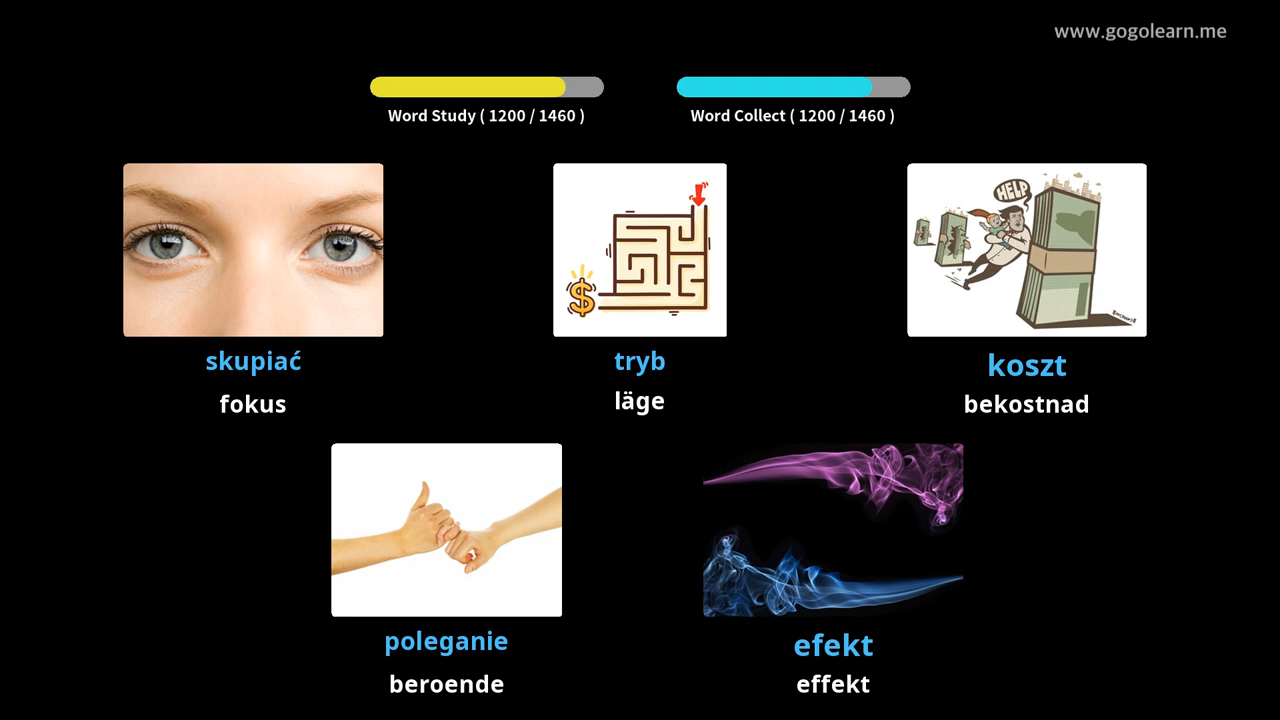 www.gogolearn.me
Word Study ( 1200 / 1460 )
Word Collect ( 1200 / 1460 )
HELP
skupiać
tryb
koszt
fokus
läge
bekostnad
poleganie
efekt
beroende
effekt